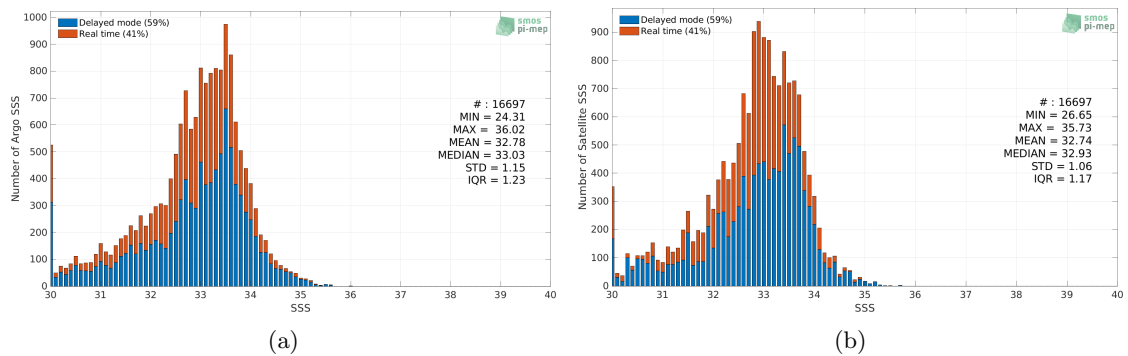 Delayed mode (59%)
Real time (41%)
smos
pi-mep
# : 16697
MIN = 24.31
MAX = 36.02
MEAN = 32.78
MEDIAN = 33.03
STD = 1.15
IQR = 1.23
Number of Argo SSS
1000
900
800
700
600
500
400
300
200
100
0
30 31 32 33 34 35 36 37 38 39 40
SSS
(a)
Delayed mode (59%)
Real time (41%)
smos
pi-mep
# : 16697
MIN = 26.65
MAX = 35.73
MEAN = 32.74
MEDIAN = 32.93
STD = 1.06
IQR = 1.17
Number of Satellite SSS
900
800
700
600
500
400
300
200
100
0
30 31 32 33 34 35 36 37 38 39 40
SSS
(b)